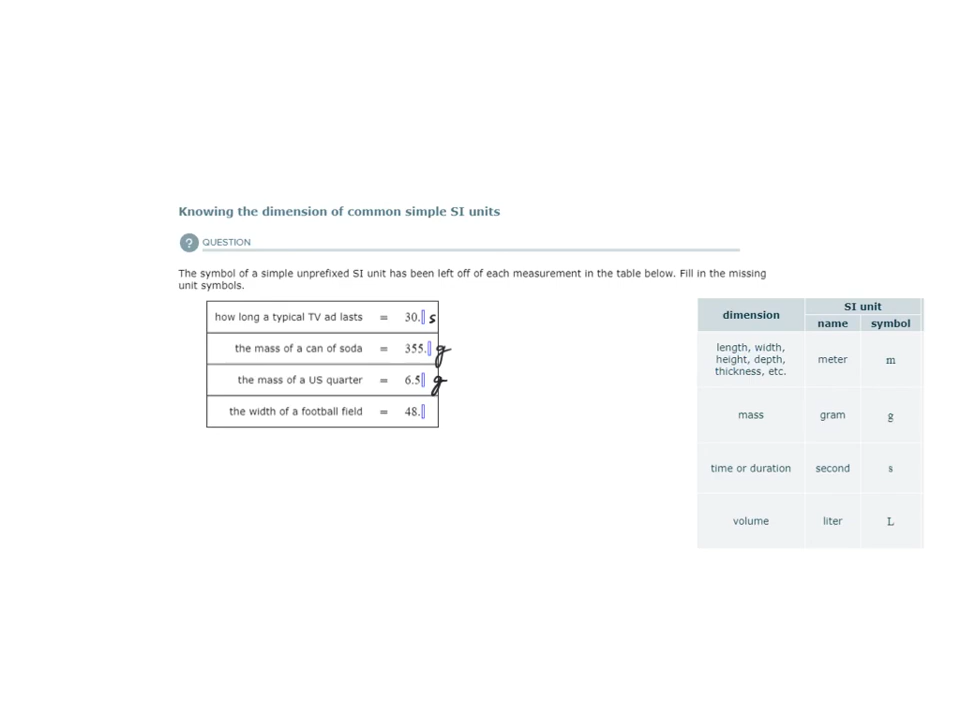 Knowing the dimension of common simple SI units
? QUESTION
The symbol of a simple unprefixed SI unit has been left off of each measurement in the table below. Fill in the missing
unit symbols.
how long a typical TV ad lasts = 30. s
the mass of a can of soda = 355. g
the mass of a US quarter = 6.5 g
the width of a football field = 48.
dimension SI unit
name symbol
length, width,
height, depth,
thickness, etc. meter m
mass gram g
time or duration second s
volume liter L